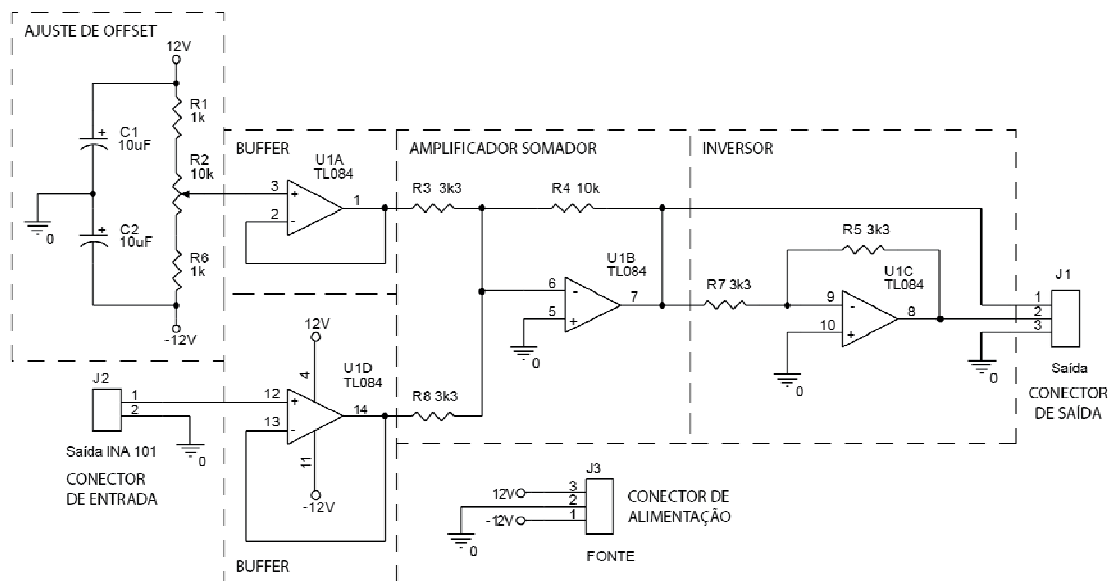 AJUSTE DE OFFSET
12V
R1
1k
C1
10uF
+
R2
10k
0
C2
10uF
+
R6
1k
-12V
BUFFER
U1A
TL084
3
+
2
-
1
AMPLIFICADOR SOMADOR
R3 3k3
R4 10k
U1B
TL084
6
-
5
+
7
0
INVERSOR
R5 3k3
R7 3k3
U1C
TL084
9
-
10
+
8
0
J1
1
2
3
0
Saída
CONECTOR
DE SAÍDA
J2
1
2
0
Saída INA 101
CONECTOR
DE ENTRADA
12V
4
U1D
TL084
12
+
13
-
14
11
-12V
BUFFER
R8 3k3
J3
12V
3
2
-12V
1
0
FONTE
CONECTOR DE
ALIMENTAÇÃO